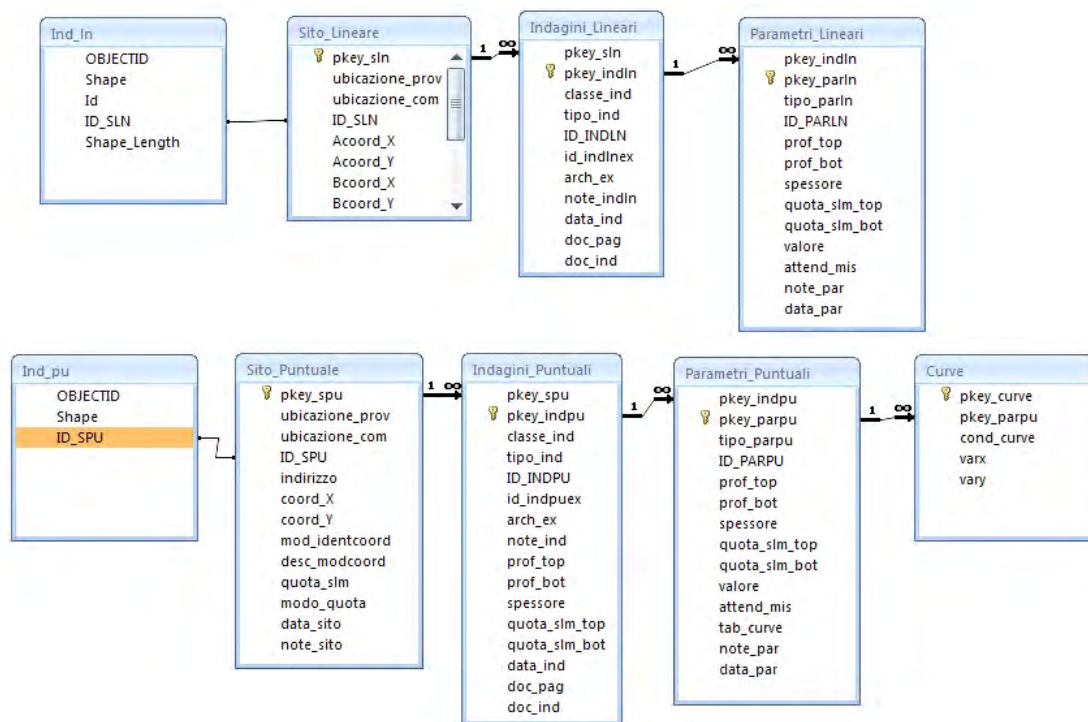 Ind_ln
OBJECTID
Shape
Id
ID_SLN
Shape_Length
Sito_Lineare
pkey_sln
ubicazione_prov
ubicazione_com
ID_SLN
Acoord_X
Acoord_Y
Bcoord_X
Bcoord_Y
1
∞
Indagini_Lineari
pkey_sln
pkey_indln
classe_ind
tipo_ind
ID_INDLN
id_indlnex
arch_ex
note_indln
data_ind
doc_pag
doc_ind
1
∞
Parametri_Lineari
pkey_indln
pkey_parln
tipo_parln
ID_PARLN
prof_top
prof_bot
spessore
quota_slm_top
quota_slm_bot
valore
attend_mis
note_par
data_par
Ind_pu
OBJECTID
Shape
ID_SPU
Sito_Puntuale
pkey_spu
ubicazione_prov
ubicazione_com
ID_SPU
indirizzo
coord_X
coord_Y
mod_identcoord
desc_modcoord
quota_slm
modo_quota
data_sito
note_sito
1
∞
Indagini_Puntuali
pkey_spu
pkey_indpu
classe_ind
tipo_ind
ID_INDPU
id_indpuex
arch_ex
note_ind
prof_top
prof_bot
spessore
quota_slm_top
quota_slm_bot
data_ind
doc_pag
doc_ind
1
∞
Parametri_Puntuali
pkey_indpu
pkey_parpu
tipo_parpu
ID_PARPU
prof_top
prof_bot
spessore
quota_slm_top
quota_slm_bot
valore
attend_mis
tab_curve
note_par
data_par
1
∞
Curve
pkey_curve
pkey_parpu
cond_curve
varx
vary